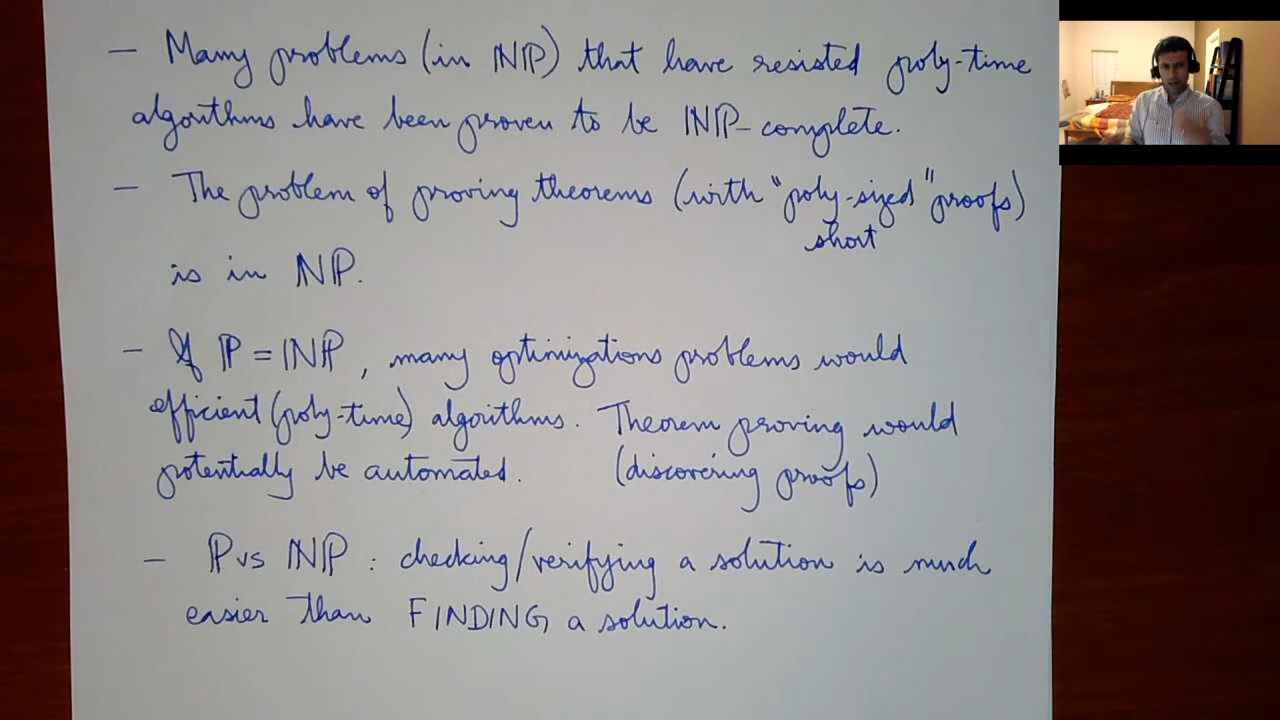 – Many problems (in NP) that have resisted poly-time
algorithms have been proven to be NP-complete.
– The problem of proving theorems (with "poly-sized" proofs)
short
is in NP.
– If P = NP, many optimizations problems would
efficient (poly-time) algorithms. Theorem proving would
potentially be automated. (discovering proofs)
– P vs NP : checking/verifying a solution is much
easier than FINDING a solution.